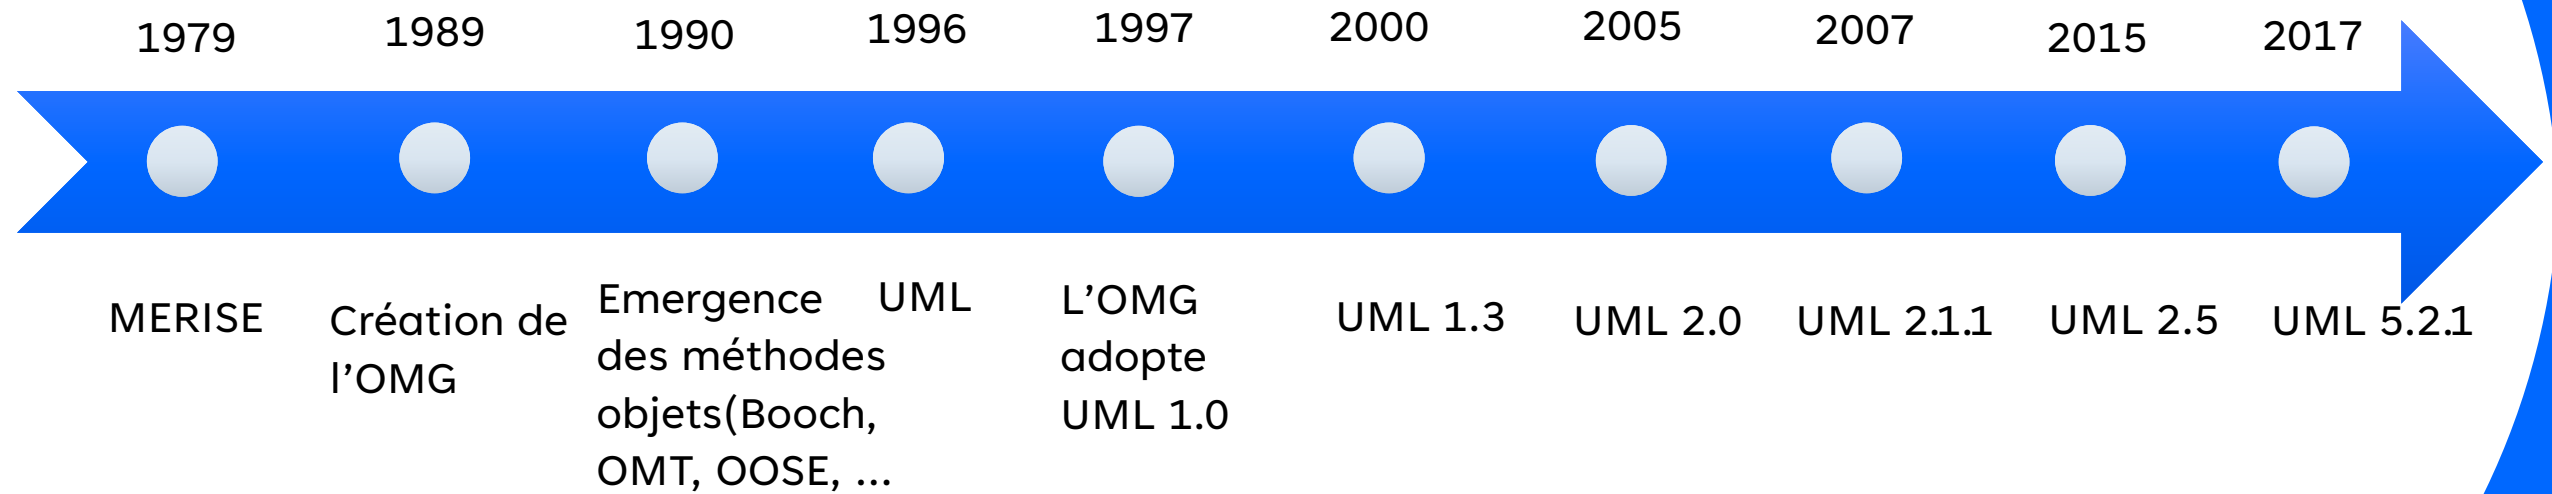 1979
1989
1990
1996
1997
2000
2005
2007
2015
2017
MERISE
Création de
l’OMG
Emergence
des méthodes
objets(Booch,
OMT, OOSE, ...
UML
L’OMG
adopte
UML 1.0
UML 1.3
UML 2.0
UML 2.1.1
UML 2.5
UML 5.2.1